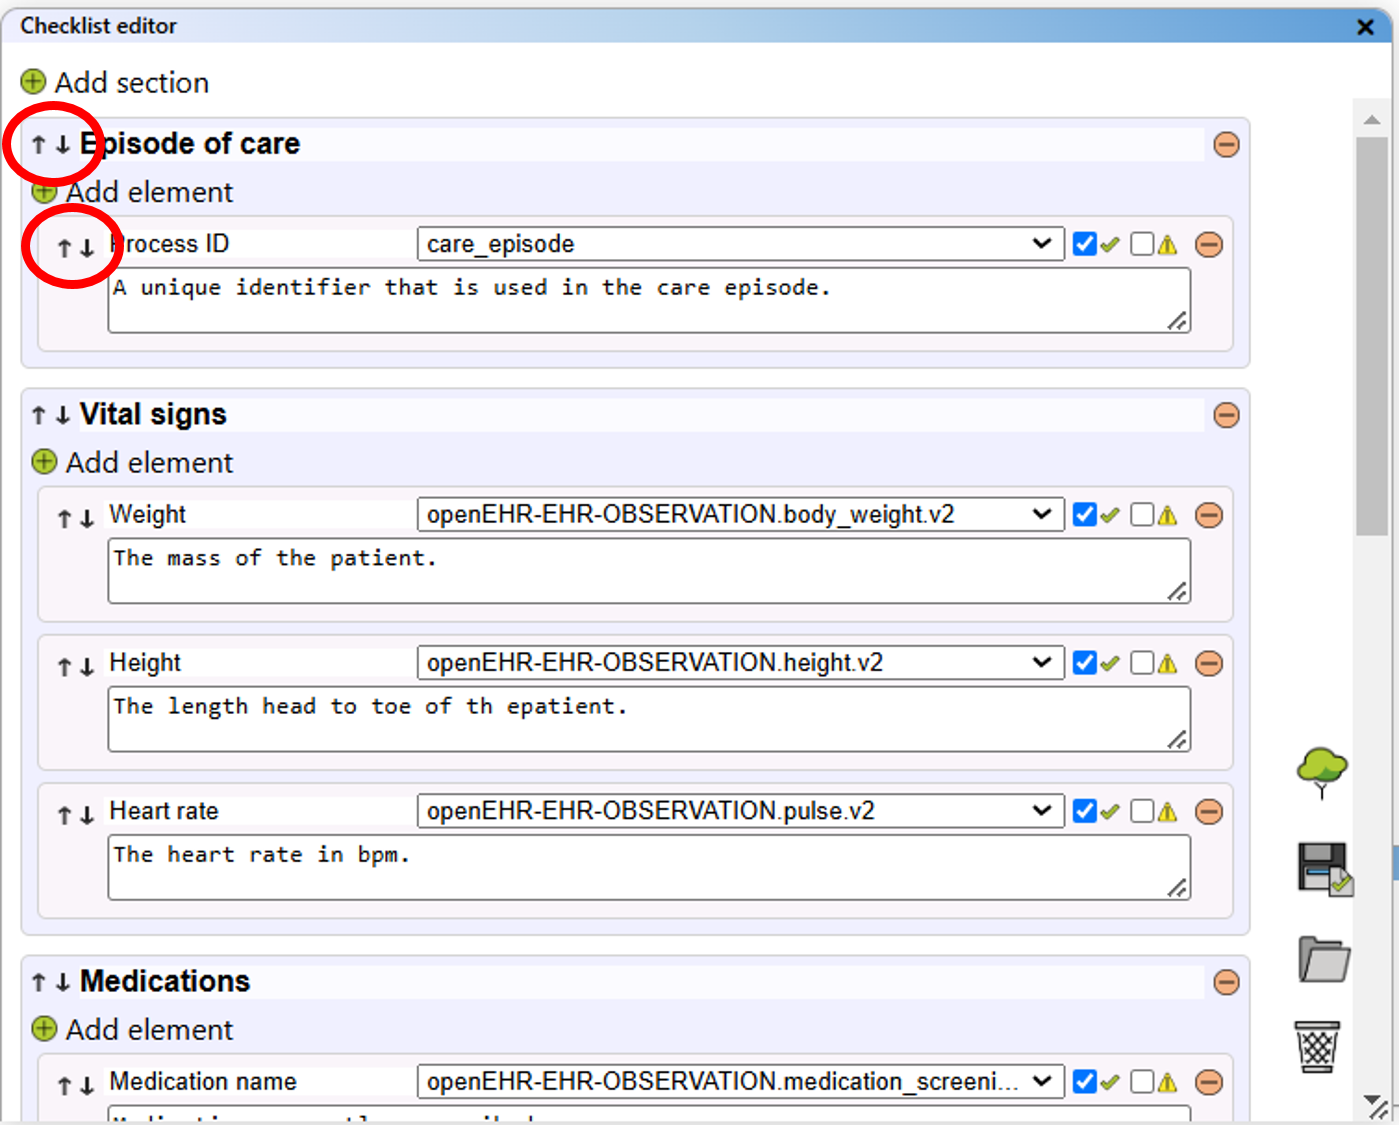 Checklist editor
Add section
Episode of care
Add element
Process ID care_episode
A unique identifier that is used in the care episode.
Vital signs
Add element
Weight openEHR-EHR-OBSERVATION.body_weight.v2
The mass of the patient.
Height openEHR-EHR-OBSERVATION.height.v2
The length head to toe of th epatient.
Heart rate openEHR-EHR-OBSERVATION.pulse.v2
The heart rate in bpm.
Medications
Add element
Medication name openEHR-EHR-OBSERVATION.medication_screeni...